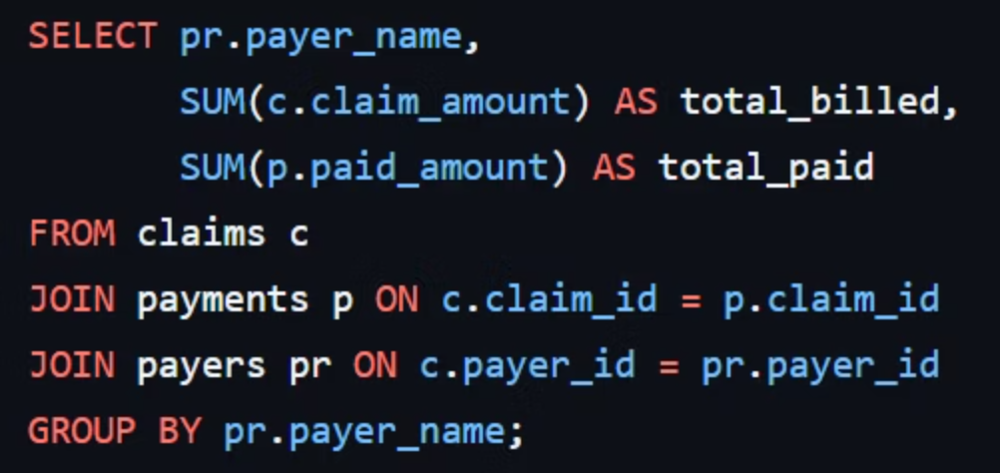 SELECT pr.payer_name,
SUM(c.claim_amount) AS total_billed,
SUM(p.paid_amount) AS total_paid
FROM claims c
JOIN payments p ON c.claim_id = p.claim_id
JOIN payers pr ON c.payer_id = pr.payer_id
GROUP BY pr.payer_name;